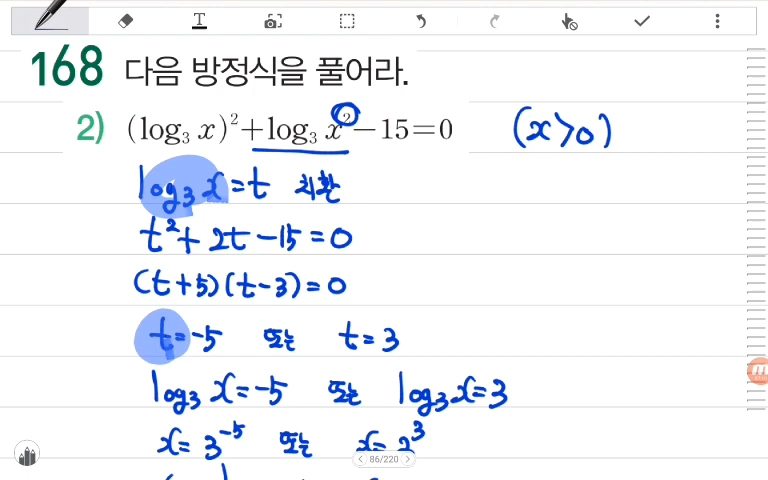 168 다음 방정식을 풀어라.
2) (log₃ x)² + log₃ x² − 15 = 0 (x > 0)
log₃ x = t 치환
t² + 2t − 15 = 0
(t + 5)(t − 3) = 0
t = −5 또는 t = 3
log₃ x = −5 또는 log₃ x = 3
x = 3⁻⁵ 또는 x = 3³
86/220